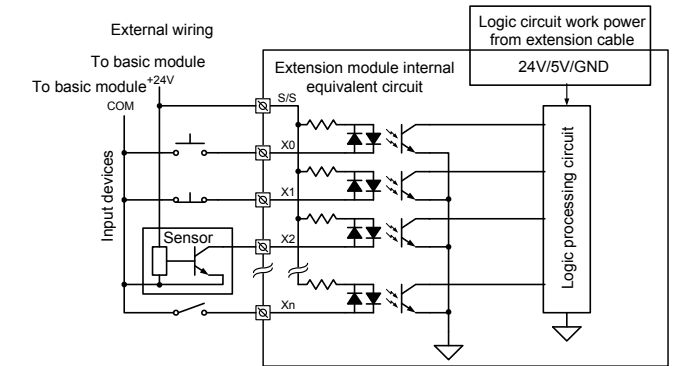 External wiring
To basic module
To basic module
+24V
COM
Input devices
Sensor
Logic circuit work power
from extension cable
24V/5V/GND
Extension module internal
equivalent circuit
S/S
X0
X1
X2
Xn
Logic processing circuit